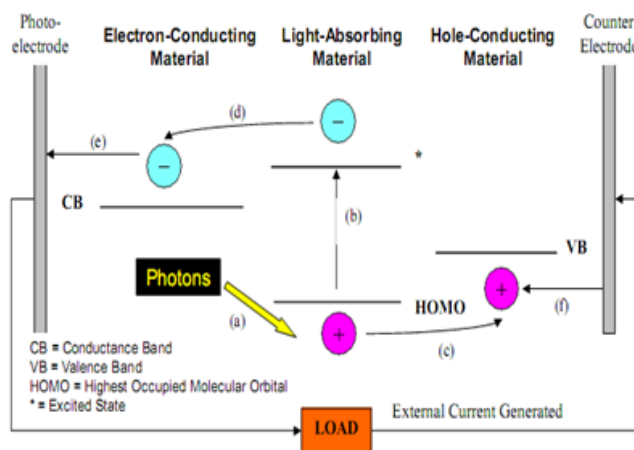 Photo-
electrode
Electron-Conducting
Material
Light-Absorbing
Material
Hole-Conducting
Material
Counter
Electrode
(d)
(e)
−
−
*
CB
(b)
VB
Photons
+
HOMO
(a)
+
(f)
(c)
CB = Conductance Band
VB = Valence Band
HOMO = Highest Occupied Molecular Orbital
* = Excited State
LOAD
External Current Generated